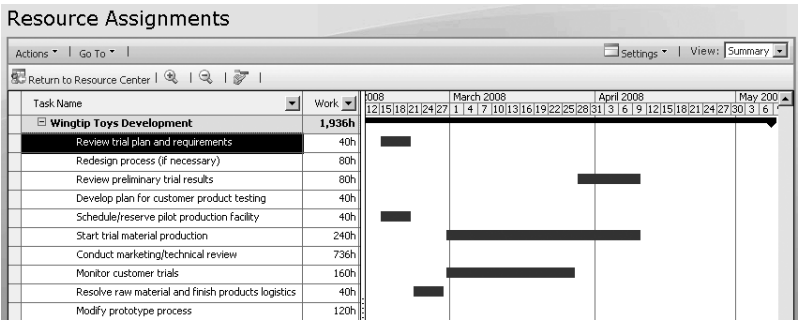 Resource Assignments
Actions Go To Settings View: Summary
Return to Resource Center
Task Name Work 2008 March 2008 April 2008 May 200
12 15 18 21 24 27 1 4 7 10 13 16 19 22 25 28 31 3 6 9 12 15 18 21 24 27 30 3 6
Wingtip Toys Development 1,936h
Review trial plan and requirements 40h
Redesign process (if necessary) 80h
Review preliminary trial results 80h
Develop plan for customer product testing 40h
Schedule/reserve pilot production facility 40h
Start trial material production 240h
Conduct marketing/technical review 736h
Monitor customer trials 160h
Resolve raw material and finish products logistics 40h
Modify prototype process 120h